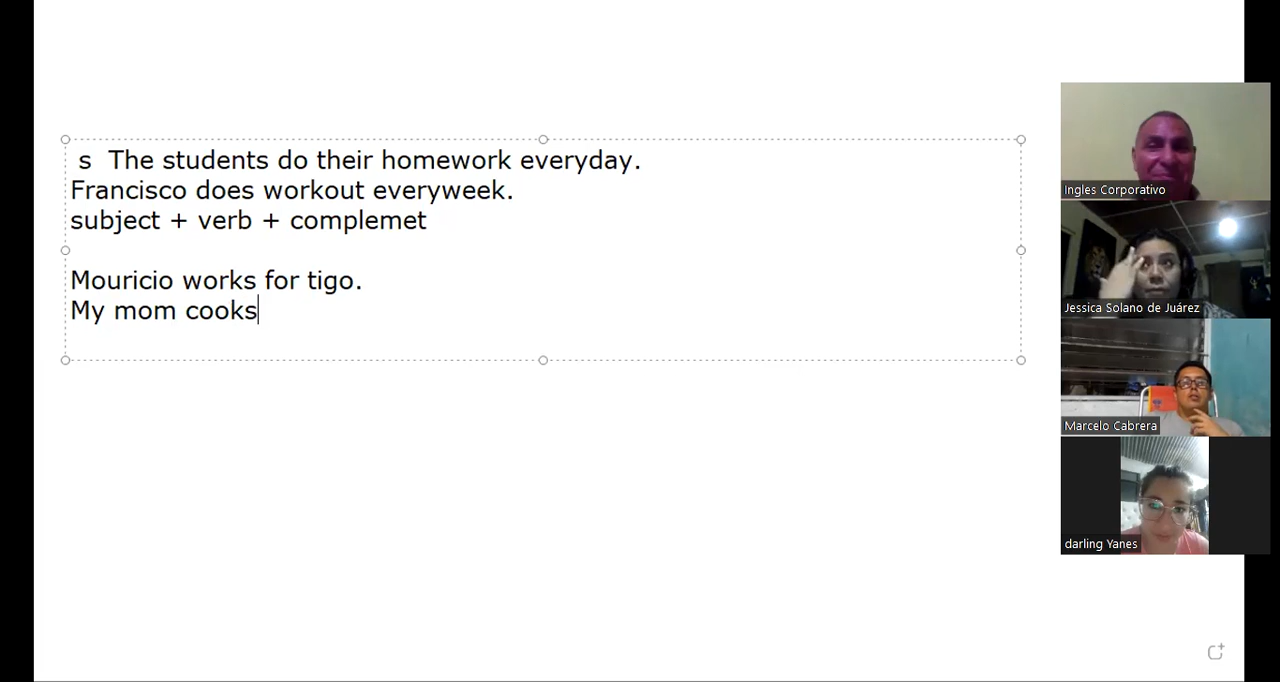 s The students do their homework everyday.
Francisco does workout everyweek.
subject + verb + complemet
Mouricio works for tigo.
My mom cooks
Ingles Corporativo
Jessica Solano de Juárez
Marcelo Cabrera
darling Yanes